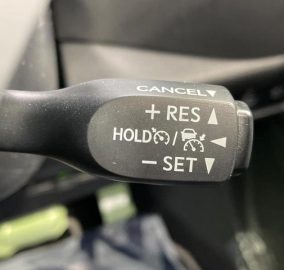 CANCEL▼
+ RES ▲
HOLD / ◀
− SET ▼